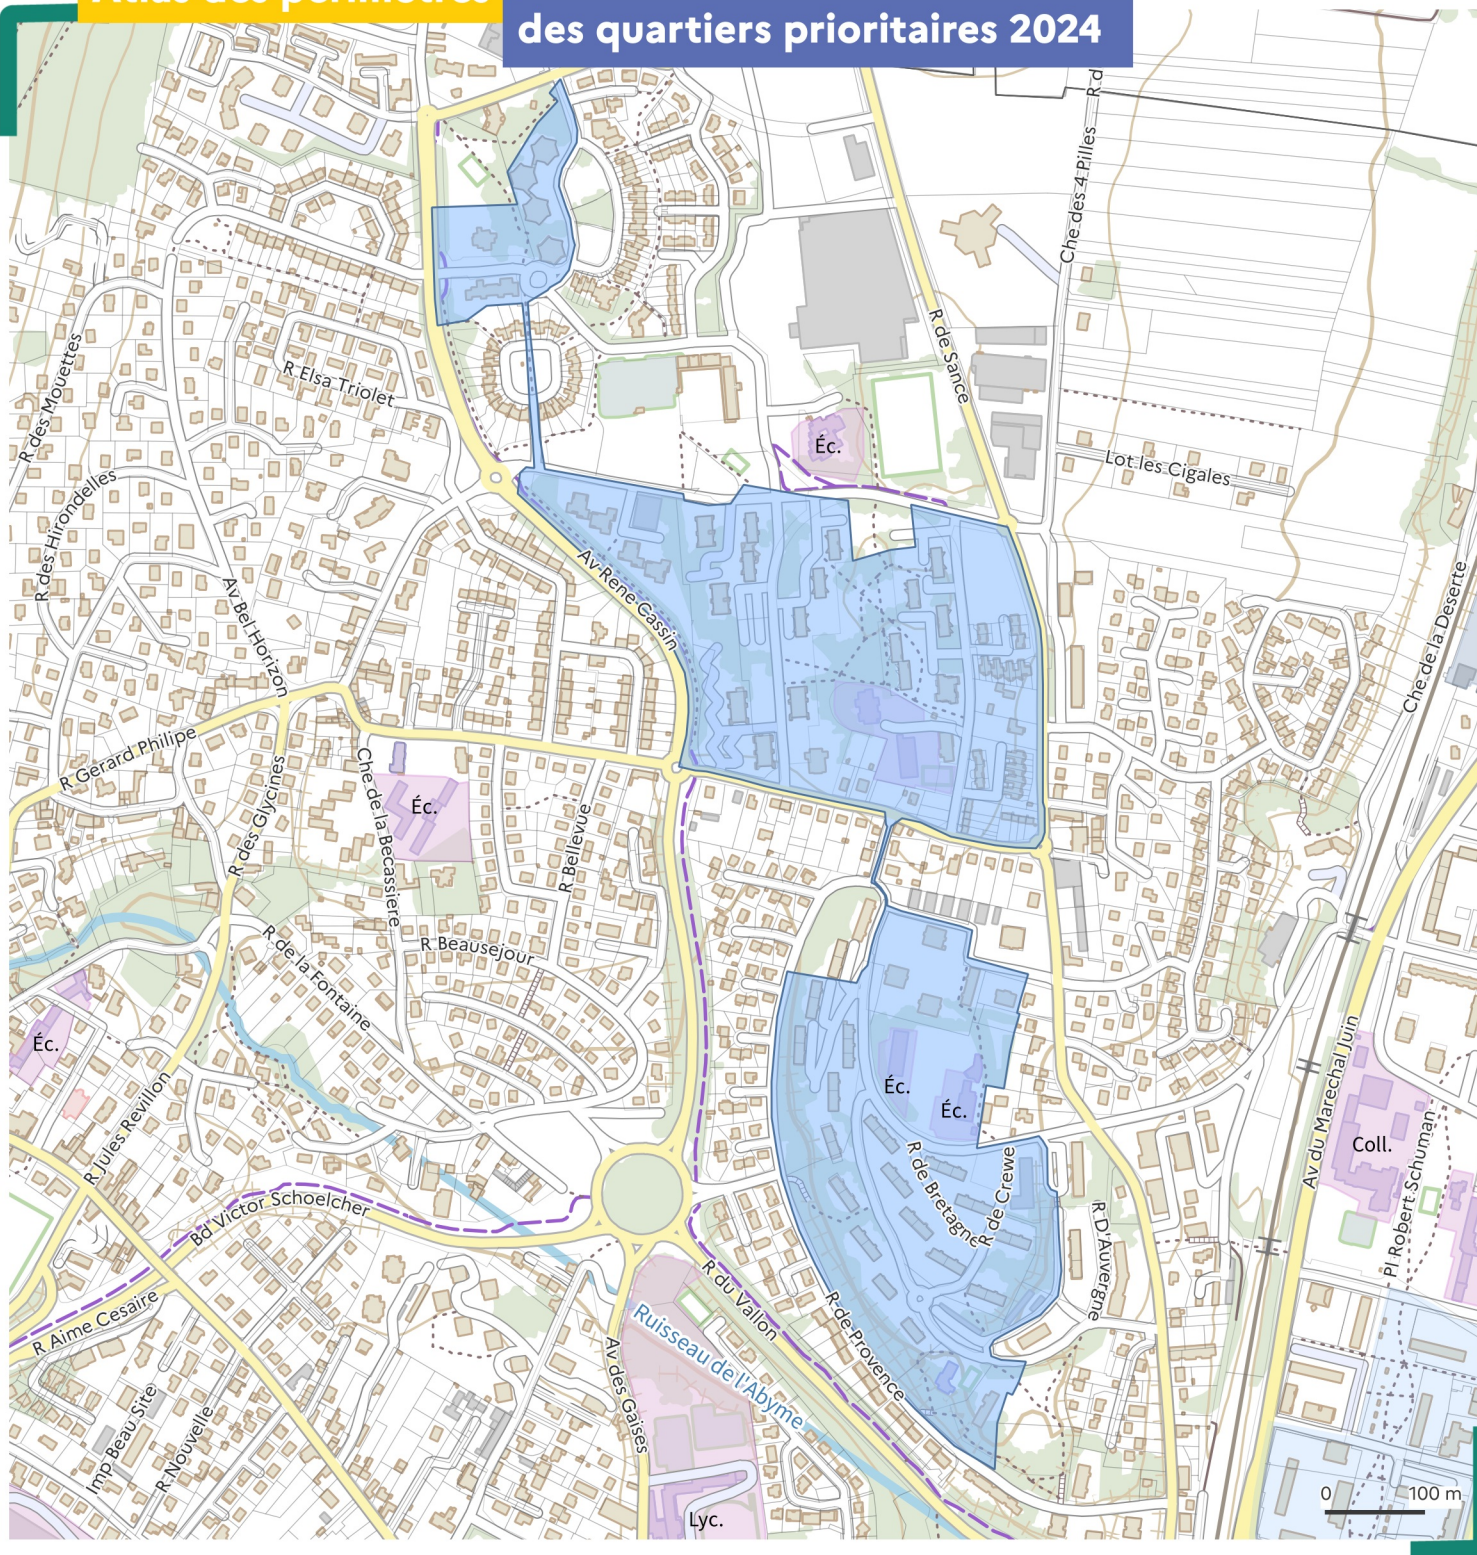 Atlas des périmètres
des quartiers prioritaires 2024
R d
Che des 4 Pilles
R de Sance
R des Mouettes
R Elsa Triolet
Éc.
Lot les Cigales
R des Hirondelles
Av Bel Horizon
Av Rene Cassin
Che de la Deserte
R Gerard Philipe
R des Glycines
Che de la Becassiere
Éc.
R Bellevue
R de la Fontaine
R Beausejour
Éc.
R Jules Revillon
Éc.
Éc.
Av du Marechal Juin
Coll.
Pl Robert Schuman
R de Bretagne
R de Crewe
R D'Auvergne
Bd Victor Schoelcher
R Aime Cesaire
R du Vallon
R de Provence
Ruisseau de l'Abyme
Av des Gaises
Imp Beau Site
R Nouvelle
Lyc.
0 100 m